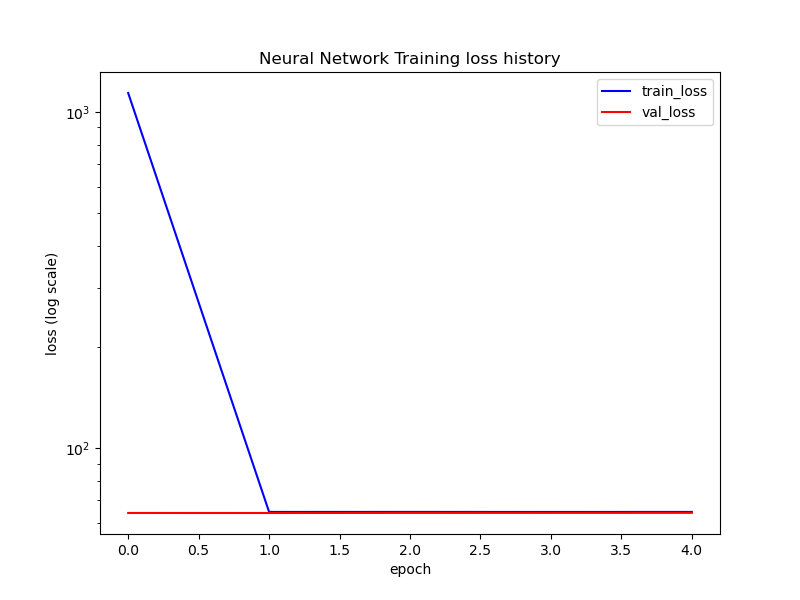 Neural Network Training loss history
train_loss
val_loss
10³
10²
loss (log scale)
0.0 0.5 1.0 1.5 2.0 2.5 3.0 3.5 4.0
epoch